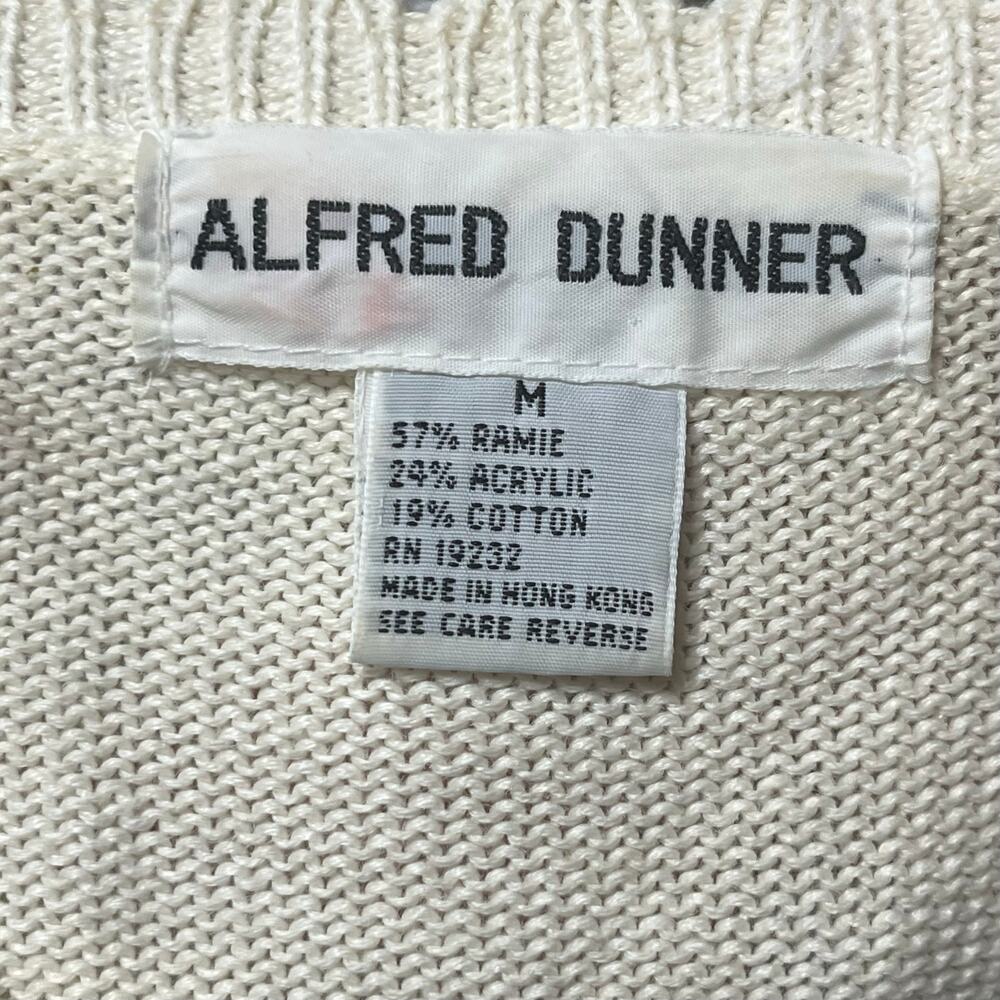 ALFRED DUNNER
M
57% RAMIE
24% ACRYLIC
19% COTTON
RN 19232
MADE IN HONG KONG
SEE CARE REVERSE